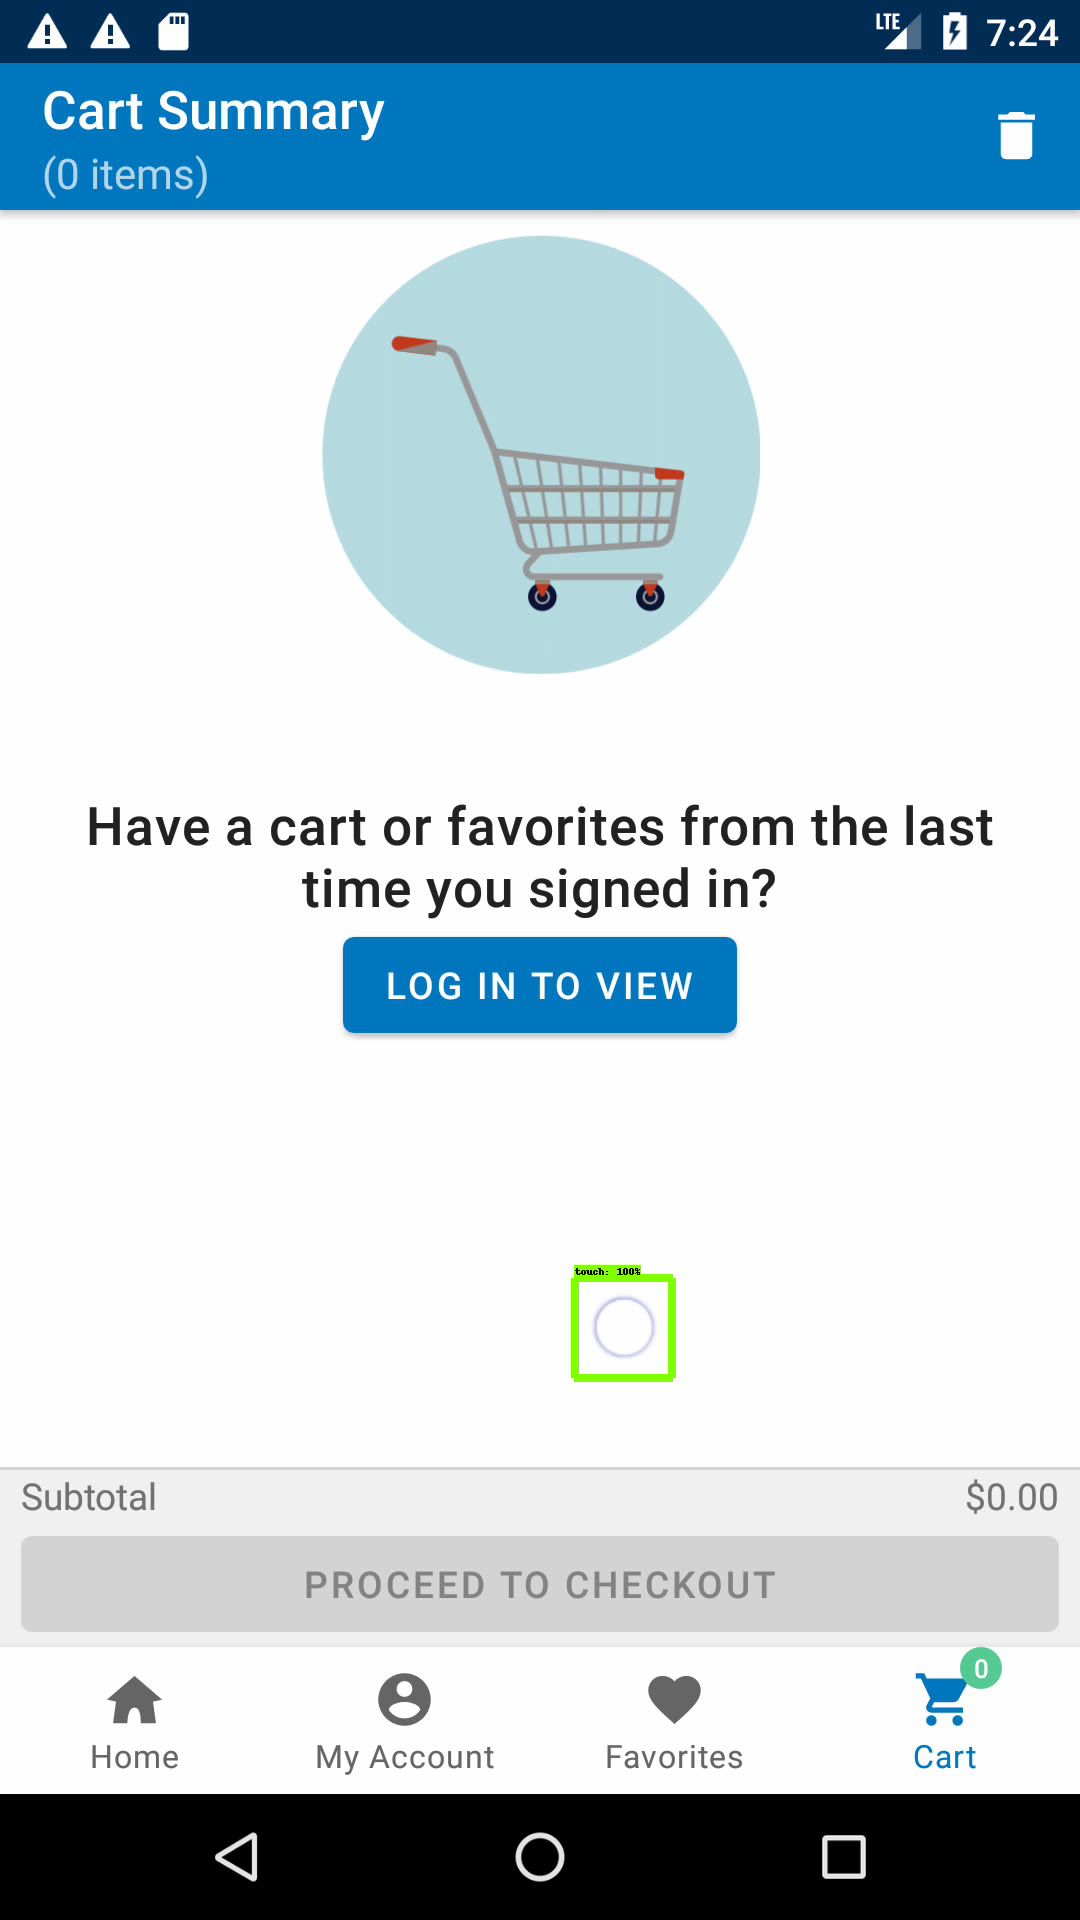 LTE 7:24
Cart Summary
(0 items)
Have a cart or favorites from the last
time you signed in?
LOG IN TO VIEW
touch: 100%
Subtotal $0.00
PROCEED TO CHECKOUT
0
Home My Account Favorites Cart